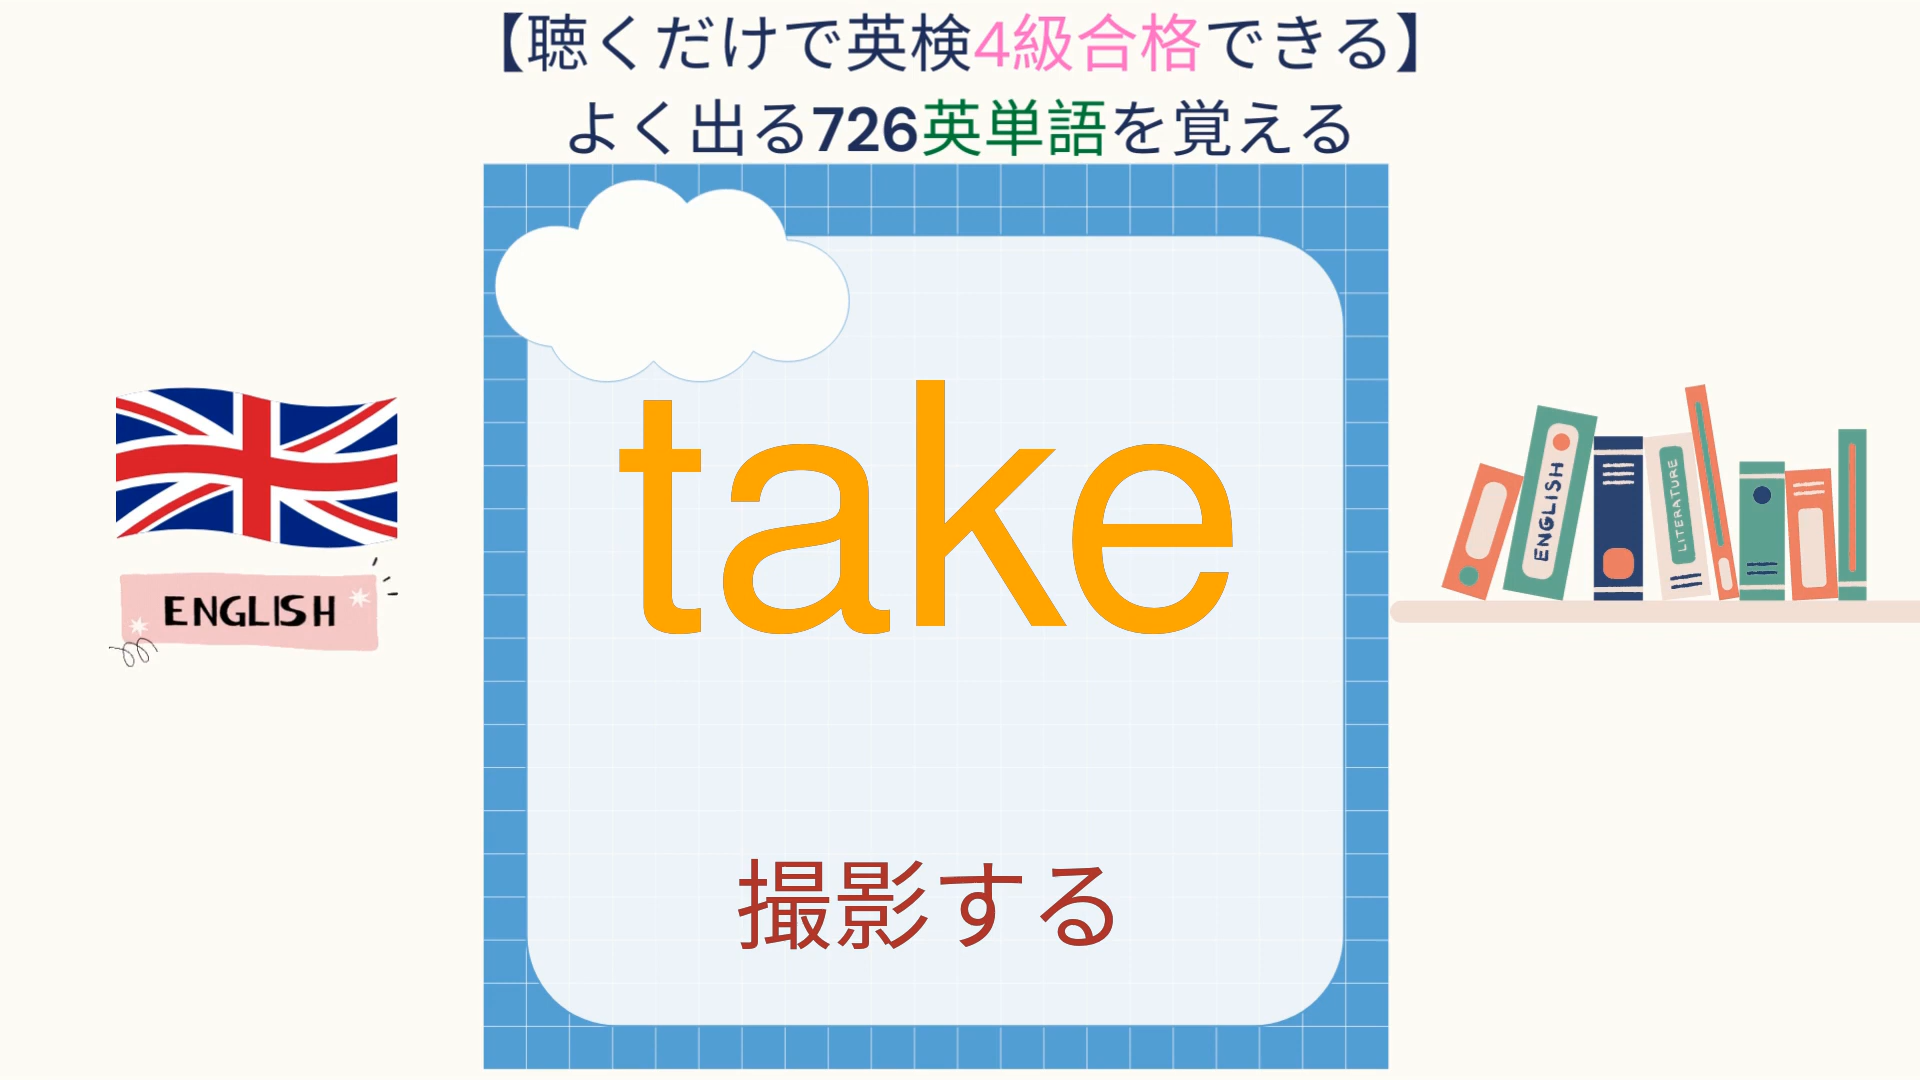 【聴くだけで英検4級合格できる】
よく出る726英単語を覚える
take
撮影する
ENGLISH
ENGLISH
LITERATURE